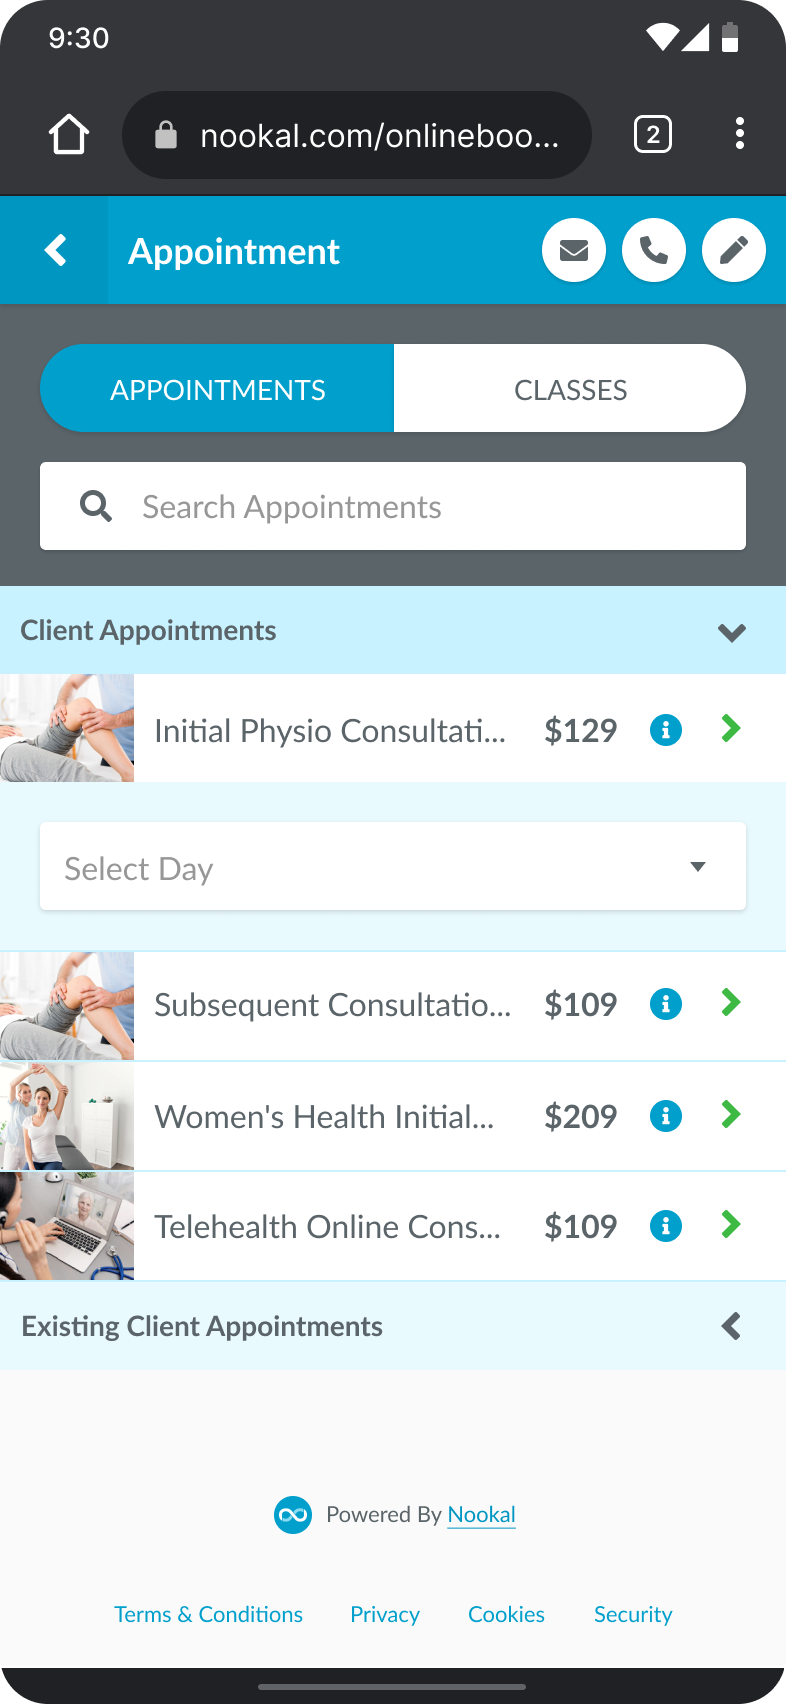 9:30
nookal.com/onlineboo...
2
Appointment
APPOINTMENTS
CLASSES
Search Appointments
Client Appointments
Initial Physio Consultati...
$129
Select Day
Subsequent Consultatio...
$109
Women's Health Initial...
$209
Telehealth Online Cons...
$109
Existing Client Appointments
Powered By Nookal
Terms & Conditions
Privacy
Cookies
Security